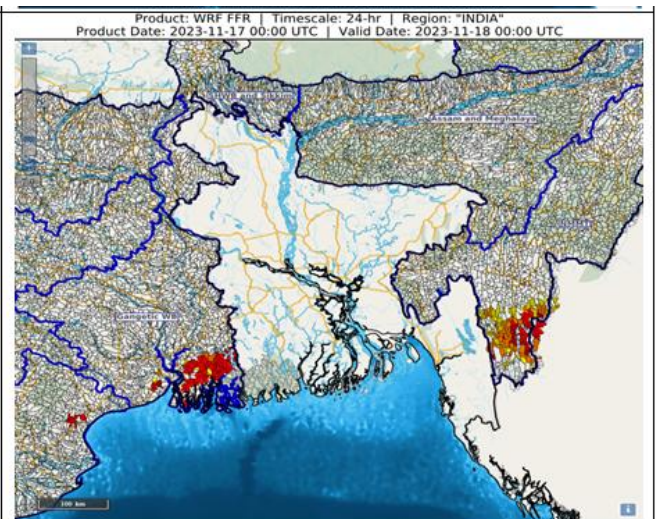 Product: WRF FFR | Timescale: 24-hr | Region: "INDIA"
Product Date: 2023-11-17 00:00 UTC | Valid Date: 2023-11-18 00:00 UTC
Assam and Meghalaya
Gangetic WB
100 km